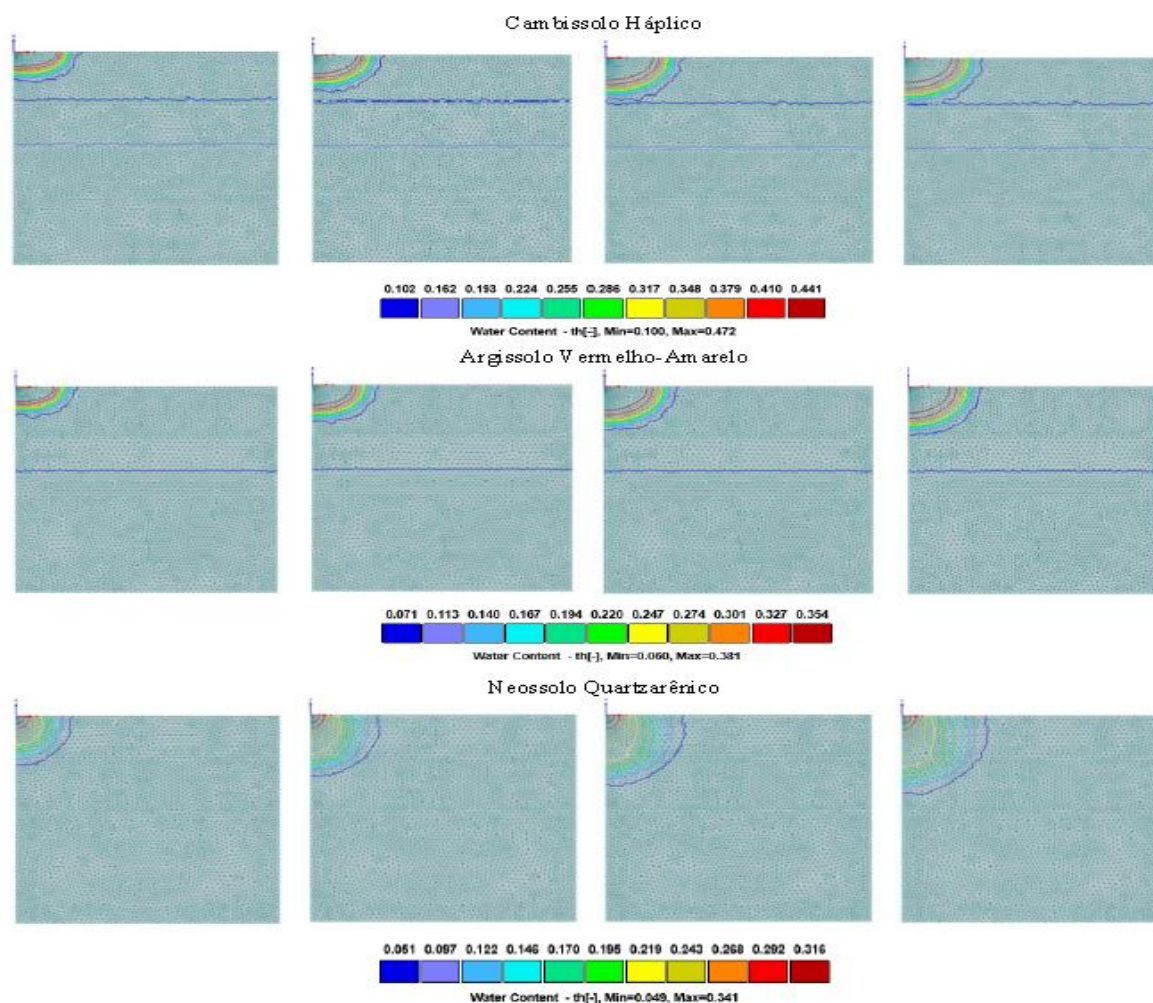 Cambissolo Háplico
0.102 0.162 0.193 0.224 0.255 0.286 0.317 0.348 0.379 0.410 0.441
Water Content - th[-], Min=0.100, Max=0.472
Argissolo Vermelho-Amarelo
0.071 0.113 0.140 0.167 0.194 0.220 0.247 0.274 0.301 0.327 0.354
Water Content - th[-], Min=0.060, Max=0.381
Neossolo Quartzarênico
0.051 0.097 0.122 0.146 0.170 0.195 0.219 0.243 0.268 0.292 0.316
Water Content - th[-], Min=0.049, Max=0.341